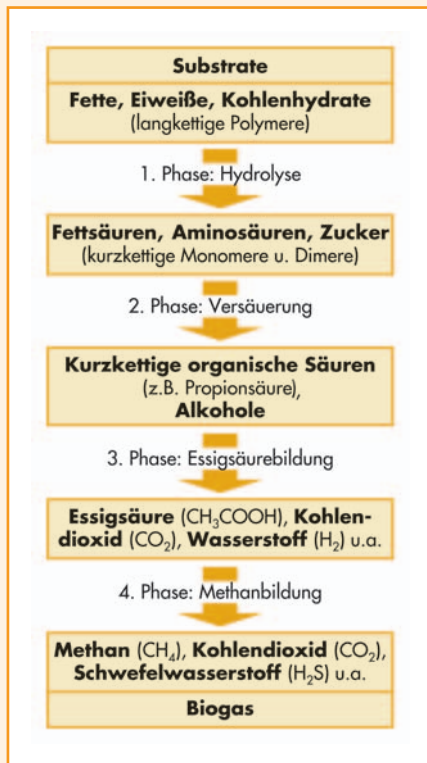 Substrate
Fette, Eiweiße, Kohlenhydrate
(langkettige Polymere)
1. Phase: Hydrolyse
Fettsäuren, Aminosäuren, Zucker
(kurzkettige Monomere u. Dimere)
2. Phase: Versäuerung
Kurzkettige organische Säuren
(z.B. Propionsäure),
Alkohole
3. Phase: Essigsäurebildung
Essigsäure (CH₃COOH), Kohlen-
dioxid (CO₂), Wasserstoff (H₂) u.a.
4. Phase: Methanbildung
Methan (CH₄), Kohlendioxid (CO₂),
Schwefelwasserstoff (H₂S) u.a.
Biogas